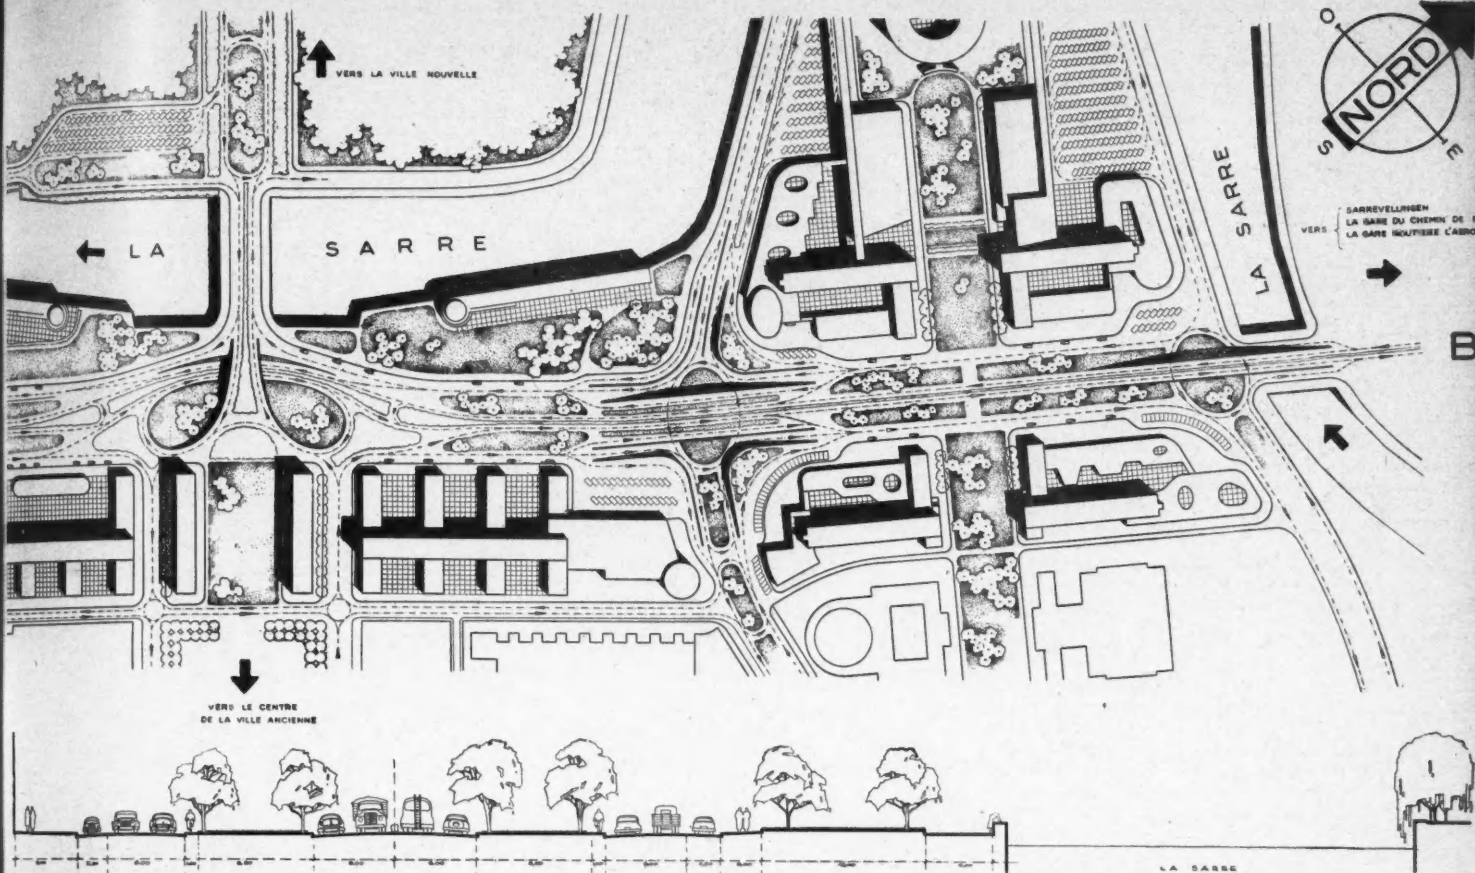 VERS LA VILLE NOUVELLE
O
NORD
S
E
LA SARRE
LA SARRE
VERS
SARREVELLINGEN
LA GARE DU CHEMIN DE
LA GARE ROUTIERE L'AERO
B
VERS LE CENTRE
DE LA VILLE ANCIENNE
LA SARRE